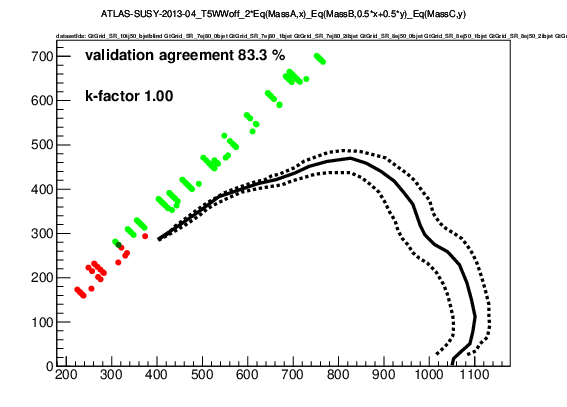 ATLAS-SUSY-2013-04_T5WWoff_2*Eq(MassA,x)_Eq(MassB,0.5*x+0.5*y)_Eq(MassC,y)
validation agreement 83.3 %
k-factor 1.00
700
600
500
400
300
200
100
0
200 300 400 500 600 700 800 900 1000 1100